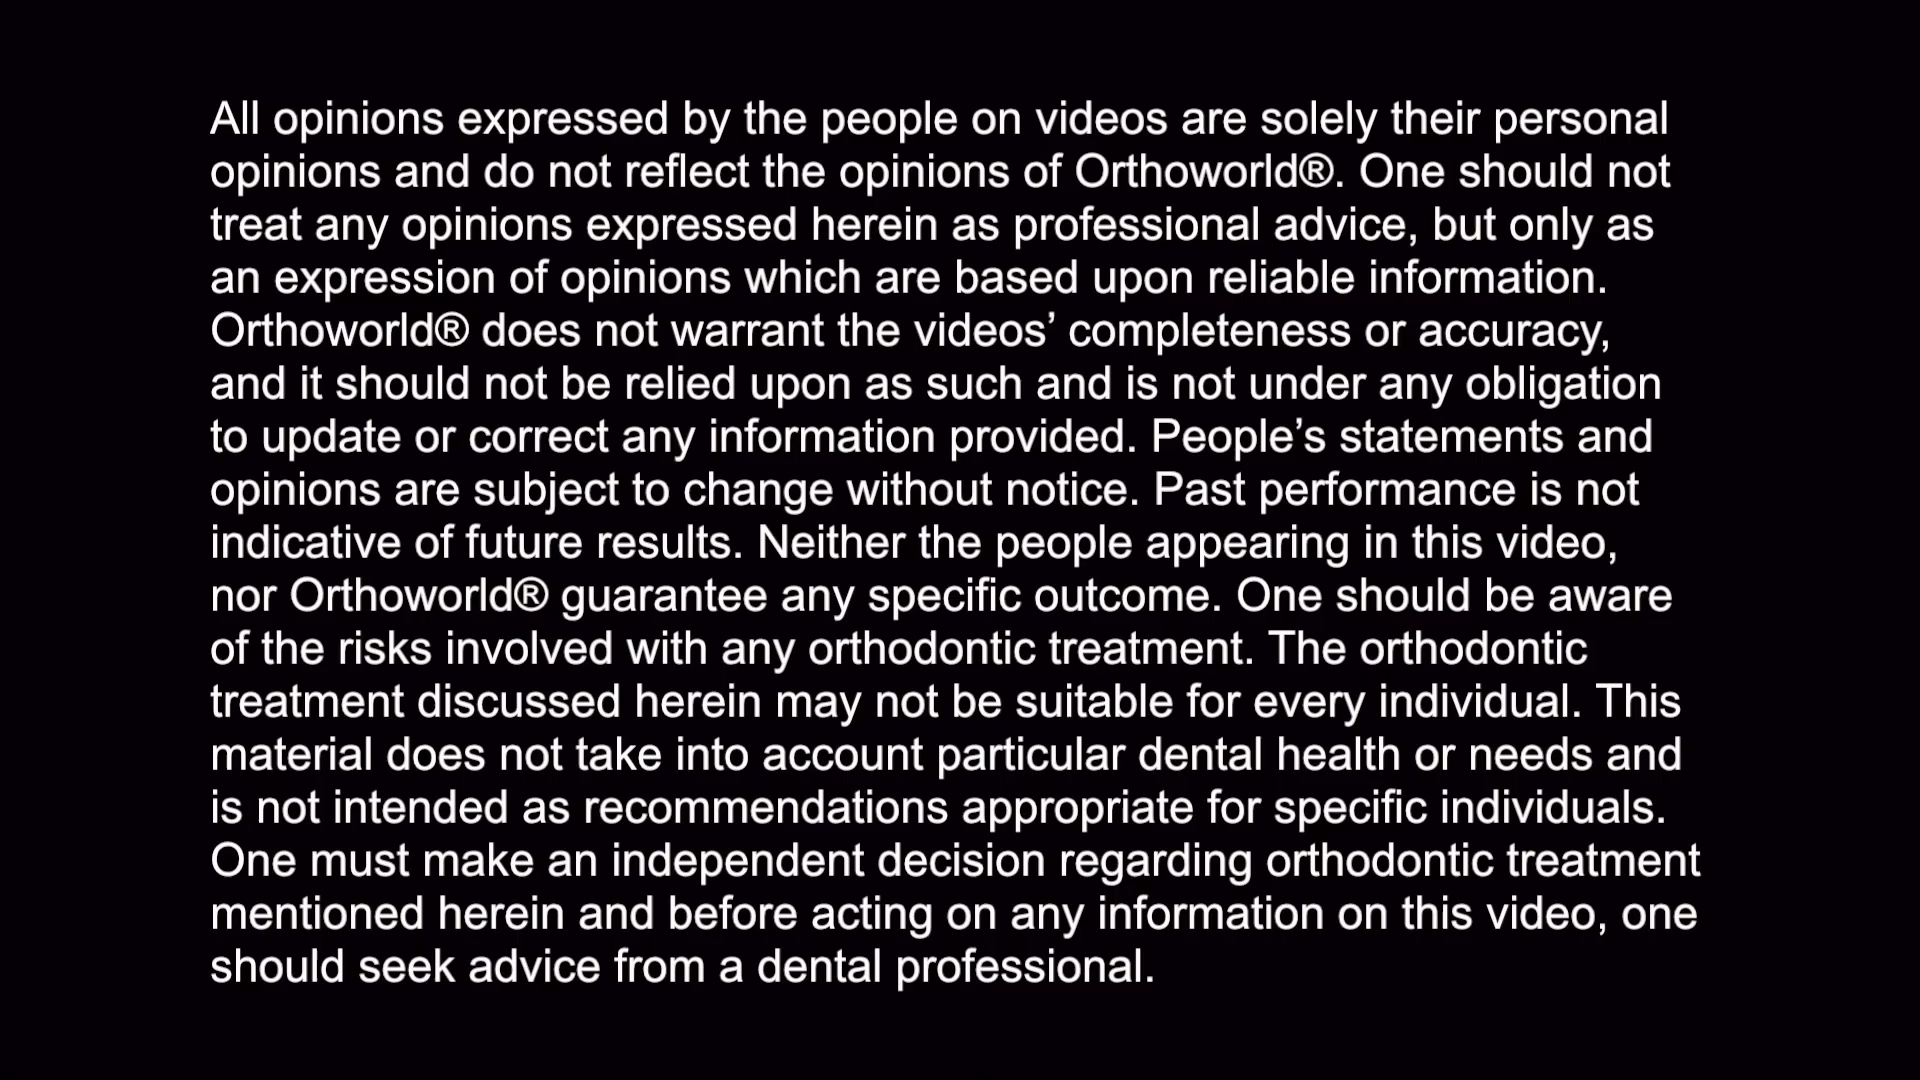 All opinions expressed by the people on videos are solely their personal
opinions and do not reflect the opinions of Orthoworld®. One should not
treat any opinions expressed herein as professional advice, but only as
an expression of opinions which are based upon reliable information.
Orthoworld® does not warrant the videos’ completeness or accuracy,
and it should not be relied upon as such and is not under any obligation
to update or correct any information provided. People’s statements and
opinions are subject to change without notice. Past performance is not
indicative of future results. Neither the people appearing in this video,
nor Orthoworld® guarantee any specific outcome. One should be aware
of the risks involved with any orthodontic treatment. The orthodontic
treatment discussed herein may not be suitable for every individual. This
material does not take into account particular dental health or needs and
is not intended as recommendations appropriate for specific individuals.
One must make an independent decision regarding orthodontic treatment
mentioned herein and before acting on any information on this video, one
should seek advice from a dental professional.